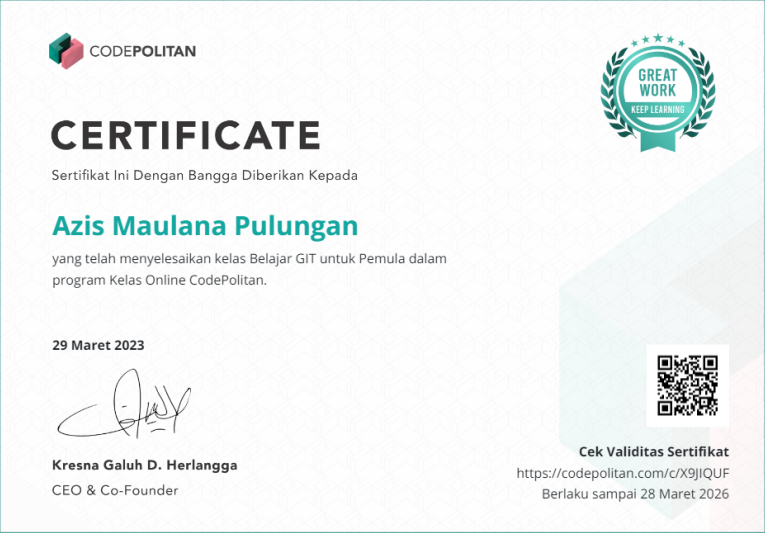 CODEPOLITAN
GREAT
WORK
KEEP LEARNING
CERTIFICATE
Sertifikat Ini Dengan Bangga Diberikan Kepada
Azis Maulana Pulungan
yang telah menyelesaikan kelas Belajar GIT untuk Pemula dalam
program Kelas Online CodePolitan.
29 Maret 2023
Kresna Galuh D. Herlangga
CEO & Co-Founder
Cek Validitas Sertifikat
https://codepolitan.com/c/X9JIQUF
Berlaku sampai 28 Maret 2026